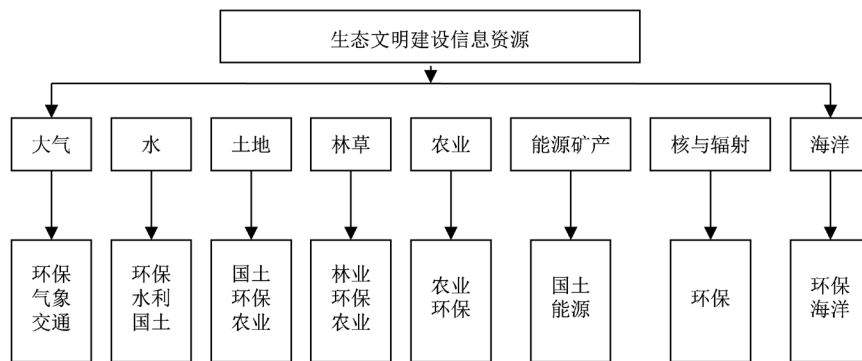 生态文明建设信息资源
大气
水
土地
林草
农业
能源矿产
核与辐射
海洋
环保
气象
交通
环保
水利
国土
国土
环保
农业
林业
环保
农业
农业
环保
国土
能源
环保
环保
海洋